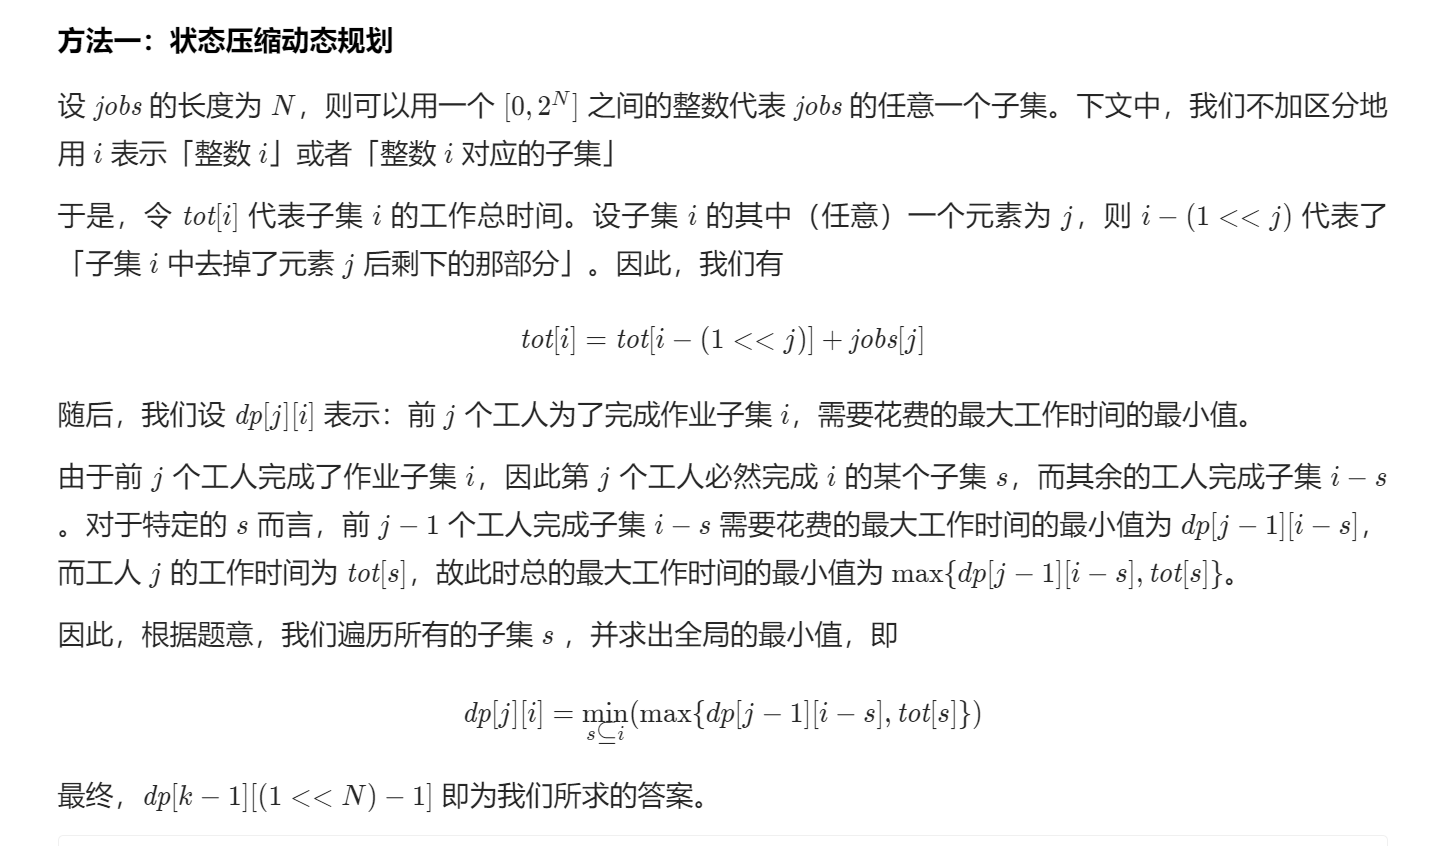 方法一：状态压缩动态规划
设 jobs 的长度为 N，则可以用一个 [0, 2^N] 之间的整数代表 jobs 的任意一个子集。下文中，我们不加区分地
用 i 表示「整数 i」或者「整数 i 对应的子集」
于是，令 tot[i] 代表子集 i 的工作总时间。设子集 i 的其中（任意）一个元素为 j，则 i − (1 << j) 代表了
「子集 i 中去掉了元素 j 后剩下的那部分」。因此，我们有
tot[i] = tot[i − (1 << j)] + jobs[j]
随后，我们设 dp[j][i] 表示：前 j 个工人为了完成作业子集 i，需要花费的最大工作时间的最小值。
由于前 j 个工人完成了作业子集 i，因此第 j 个工人必然完成 i 的某个子集 s，而其余的工人完成子集 i − s
。对于特定的 s 而言，前 j − 1 个工人完成子集 i − s 需要花费的最大工作时间的最小值为 dp[j − 1][i − s]，
而工人 j 的工作时间为 tot[s]，故此时总的最大工作时间的最小值为 max{dp[j − 1][i − s], tot[s]}。
因此，根据题意，我们遍历所有的子集 s ，并求出全局的最小值，即
dp[j][i] = min_{s⊆i}(max{dp[j − 1][i − s], tot[s]})
最终，dp[k − 1][(1 << N) − 1] 即为我们所求的答案。